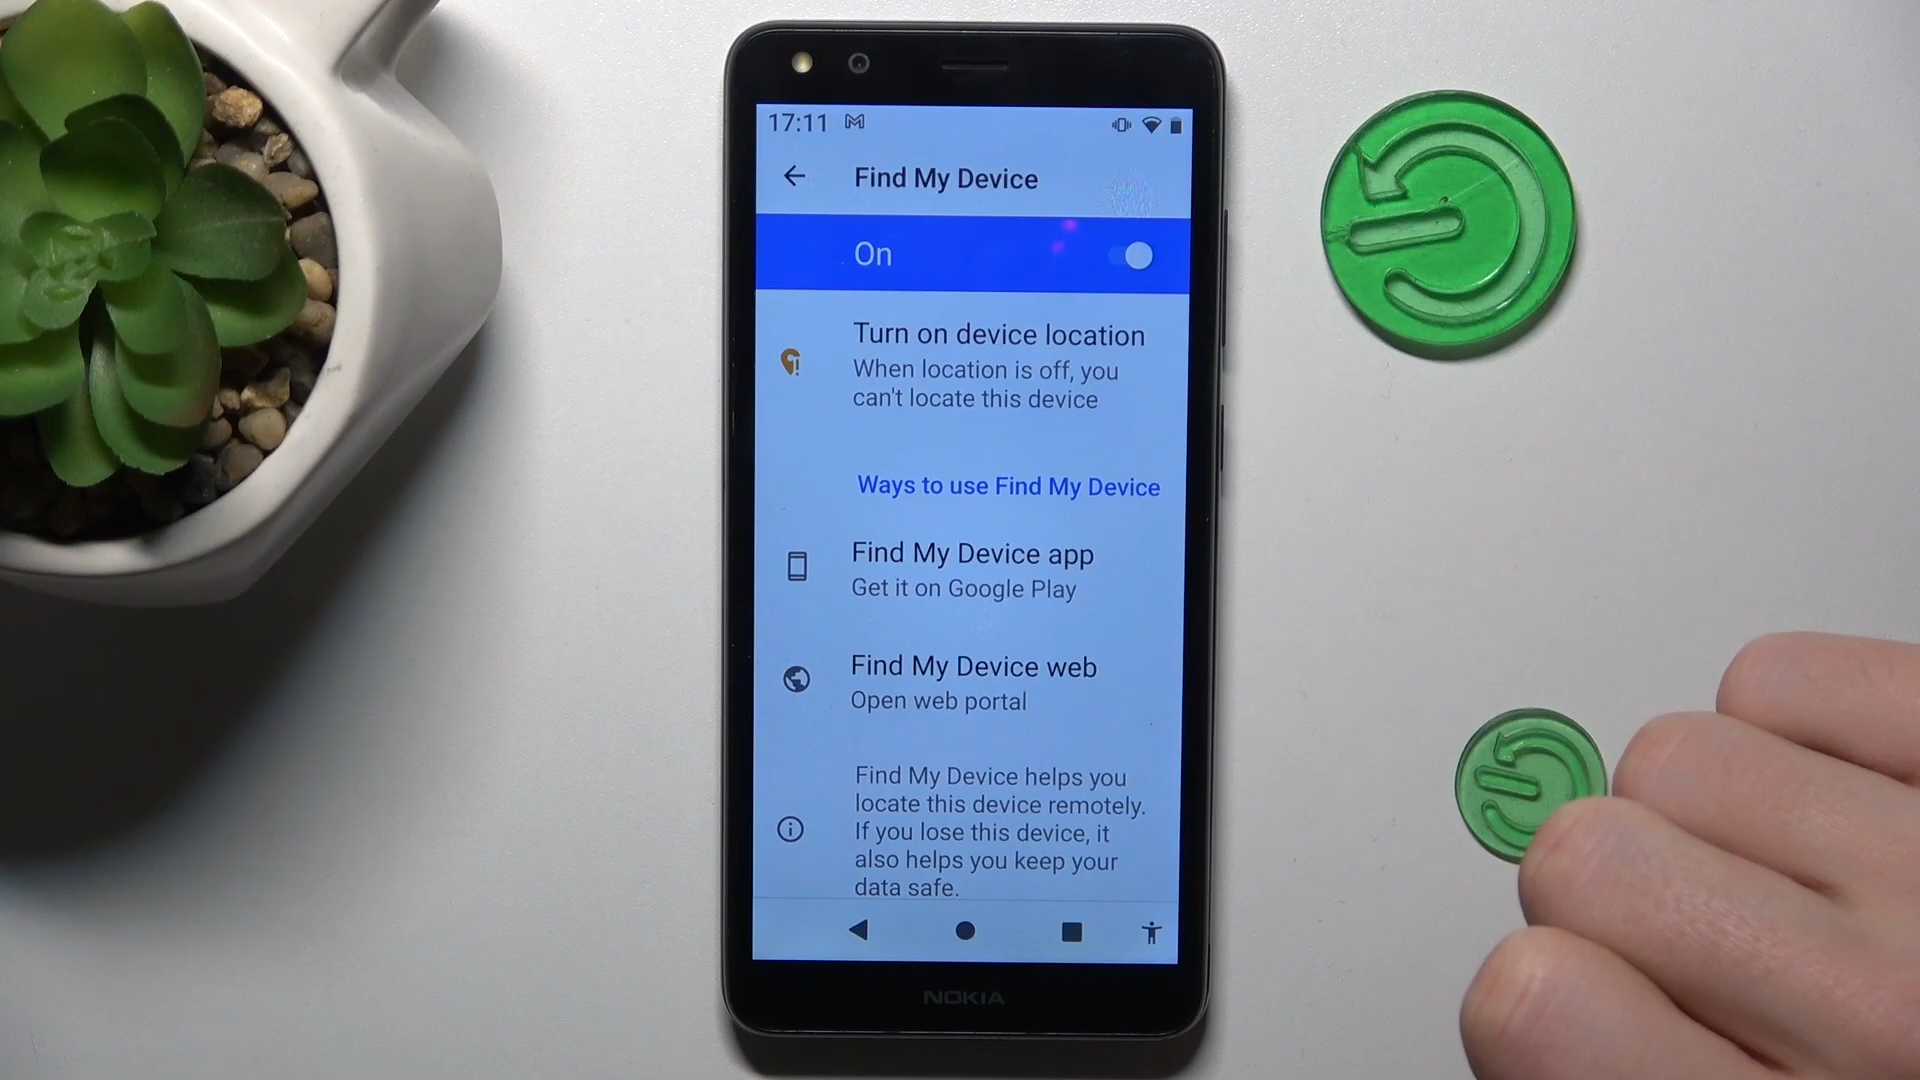 17:11
Find My Device
On
Turn on device location
When location is off, you
can't locate this device
Ways to use Find My Device
Find My Device app
Get it on Google Play
Find My Device web
Open web portal
Find My Device helps you
locate this device remotely.
If you lose this device, it
also helps you keep your
data safe.
NOKIA